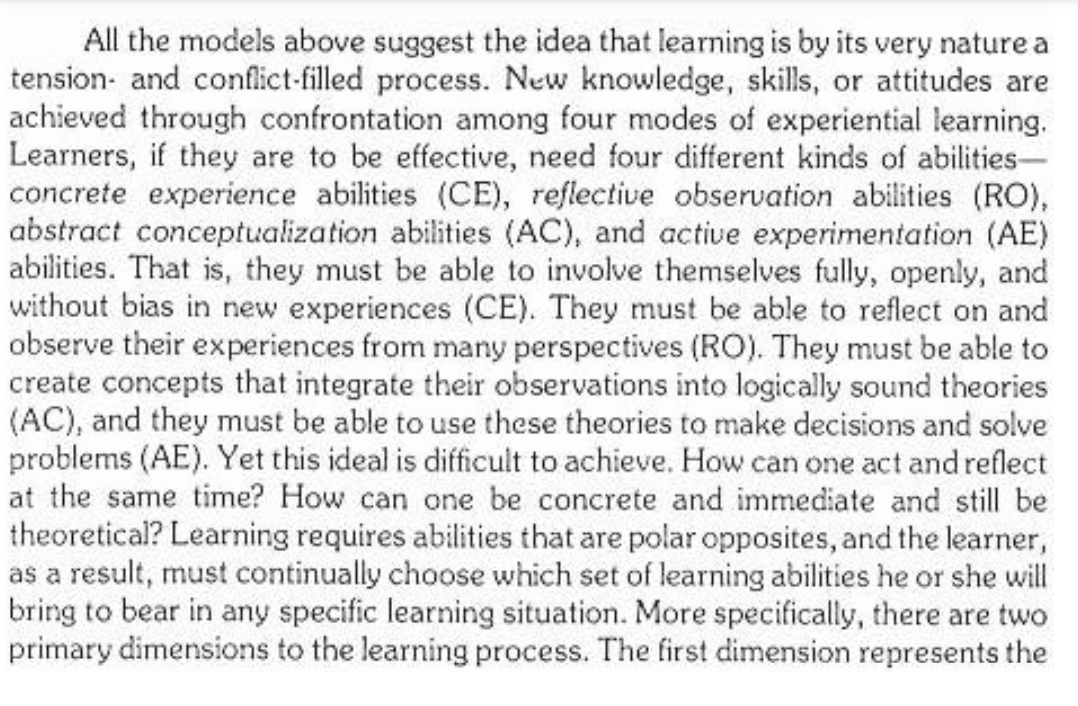 All the models above suggest the idea that learning is by its very nature a
tension- and conflict-filled process. New knowledge, skills, or attitudes are
achieved through confrontation among four modes of experiential learning.
Learners, if they are to be effective, need four different kinds of abilities—
concrete experience abilities (CE), reflective observation abilities (RO),
abstract conceptualization abilities (AC), and active experimentation (AE)
abilities. That is, they must be able to involve themselves fully, openly, and
without bias in new experiences (CE). They must be able to reflect on and
observe their experiences from many perspectives (RO). They must be able to
create concepts that integrate their observations into logically sound theories
(AC), and they must be able to use these theories to make decisions and solve
problems (AE). Yet this ideal is difficult to achieve. How can one act and reflect
at the same time? How can one be concrete and immediate and still be
theoretical? Learning requires abilities that are polar opposites, and the learner,
as a result, must continually choose which set of learning abilities he or she will
bring to bear in any specific learning situation. More specifically, there are two
primary dimensions to the learning process. The first dimension represents the